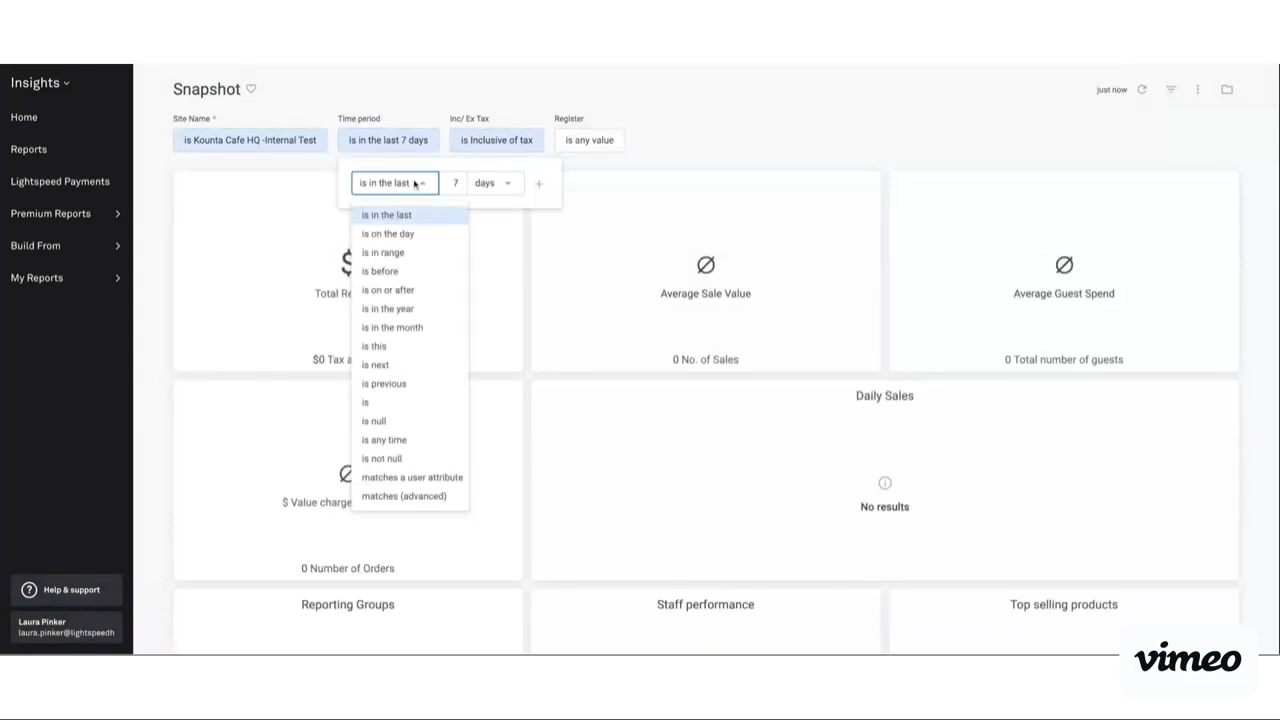 Insights
Home
Reports
Lightspeed Payments
Premium Reports
Build From
My Reports
Help & support
Laura Pinker
laura.pinker@lightspeedh
Snapshot
just now
Site Name *
Time period
Inc/ Ex Tax
Register
is Kounta Cafe HQ -Internal Test
is in the last 7 days
is Inclusive of tax
is any value
is in the last
7
days
is in the last
is on the day
is in range
is before
is on or after
is in the year
is in the month
is this
is next
is previous
is
is null
is any time
is not null
matches a user attribute
matches (advanced)
$
Total Re
$0 Tax a
Average Sale Value
0 No. of Sales
Average Guest Spend
0 Total number of guests
$ Value charge
0 Number of Orders
Daily Sales
No results
Reporting Groups
Staff performance
Top selling products
vimeo